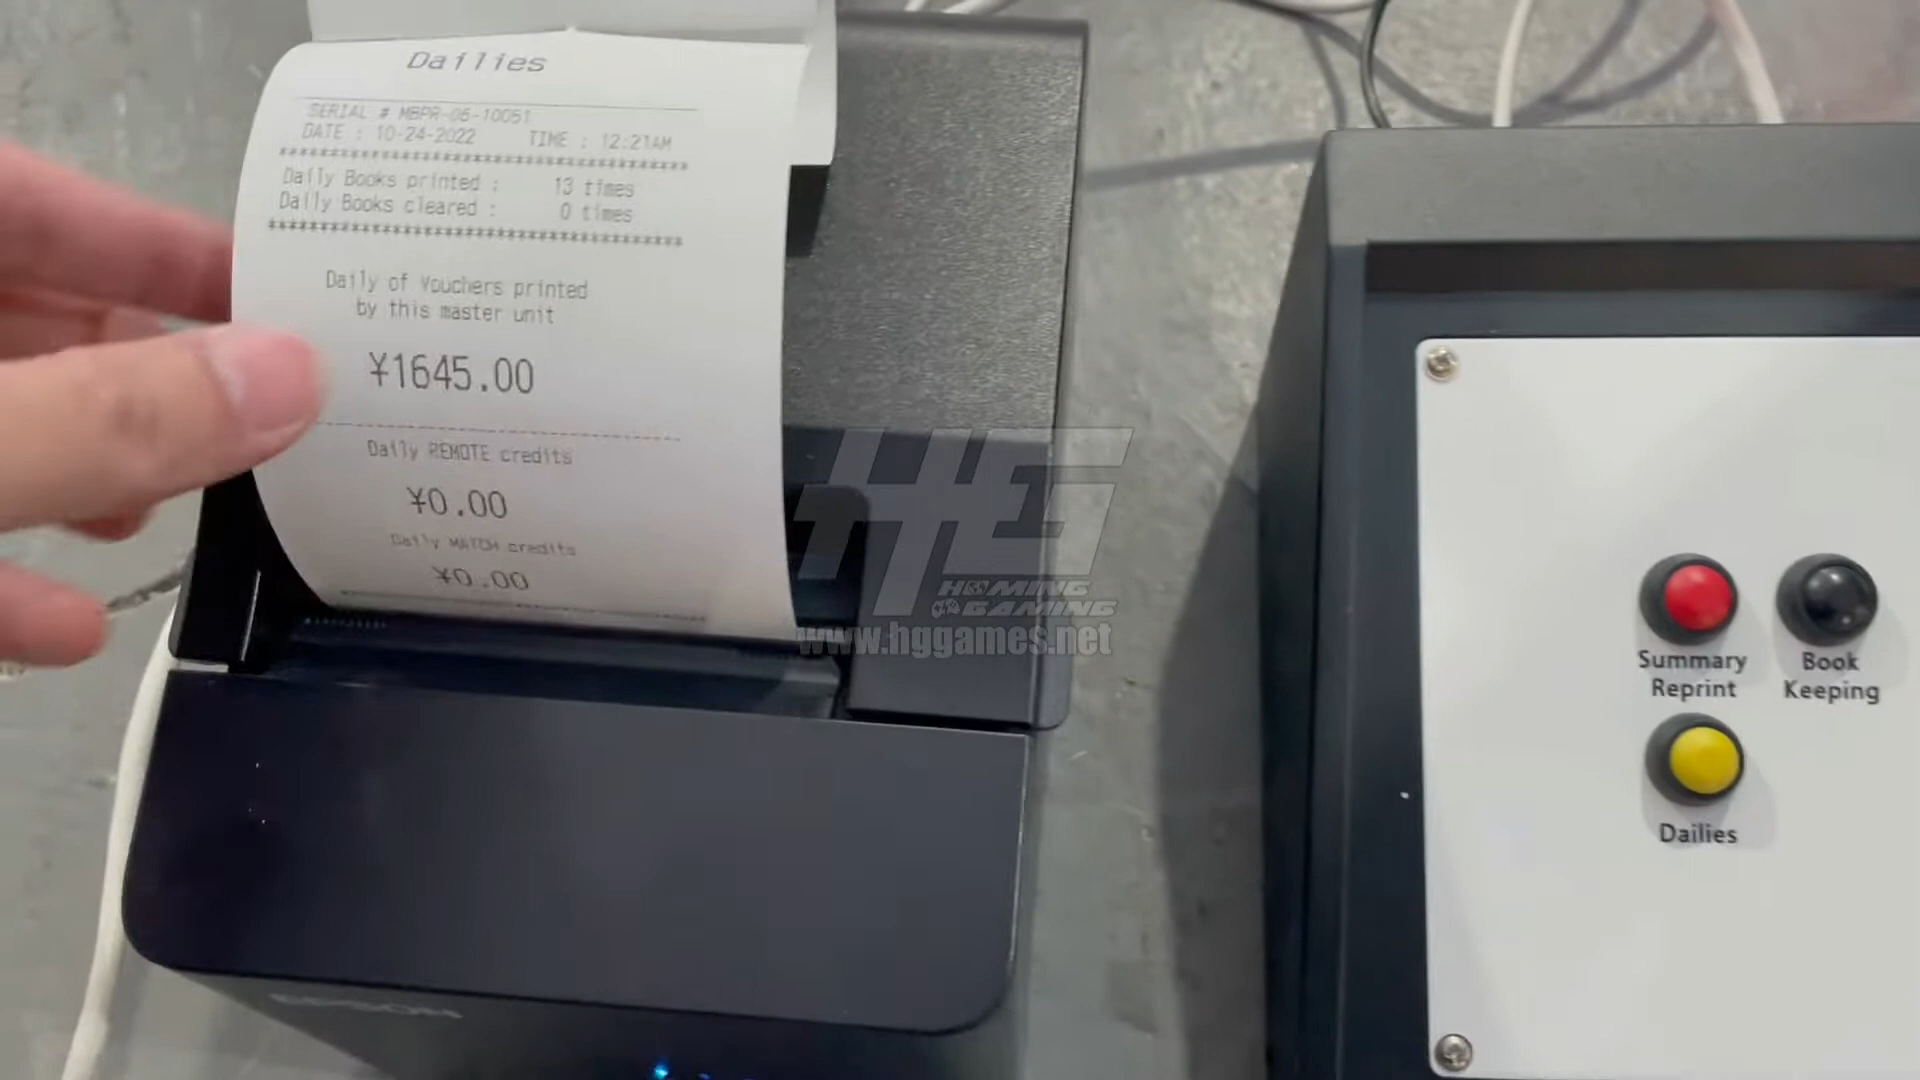 Dailies
SERIAL # MBPR-05-10051
DATE : 10-24-2022 TIME : 12:21AM
****************************************
Daily Books printed : 13 times
Daily Books cleared : 0 times
****************************************
Daily of Vouchers printed
by this master unit
¥1645.00
Daily REMOTE credits
¥0.00
Daily MATCH credits
¥0.00
EPSON
HG
HOMING
GAMING
www.hggames.net
Summary
Reprint
Book
Keeping
Dailies